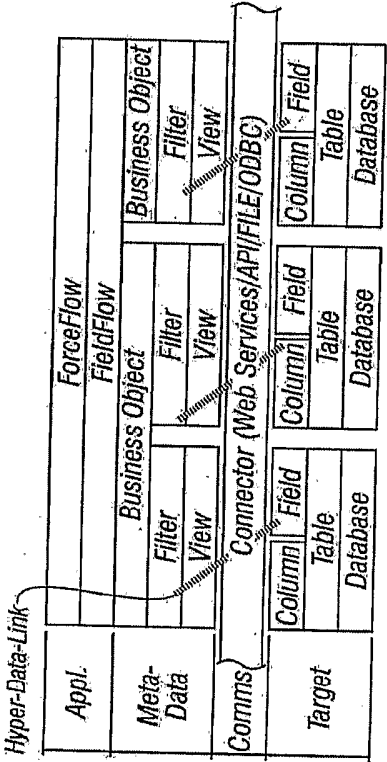 Hyper-Data-Link
Appl.
ForceFlow
FieldFlow
Meta-
Data
Business Object
Business Object
Filter
View
Filter
View
Filter
View
Comms
Connector (Web Services/API/FILE/ODBC)
Target
Column Field
Table
Database
Column Field
Table
Database
Column Field
Table
Database